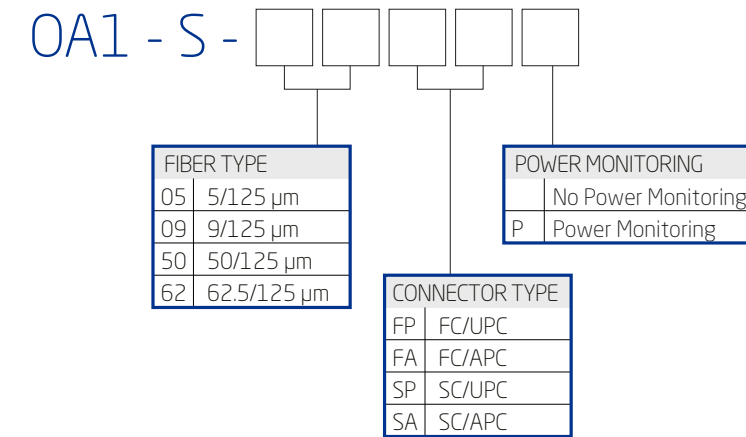 OA1 - S -
FIBER TYPE
05 5/125 µm
09 9/125 µm
50 50/125 µm
62 62.5/125 µm
CONNECTOR TYPE
FP FC/UPC
FA FC/APC
SP SC/UPC
SA SC/APC
POWER MONITORING
No Power Monitoring
P Power Monitoring